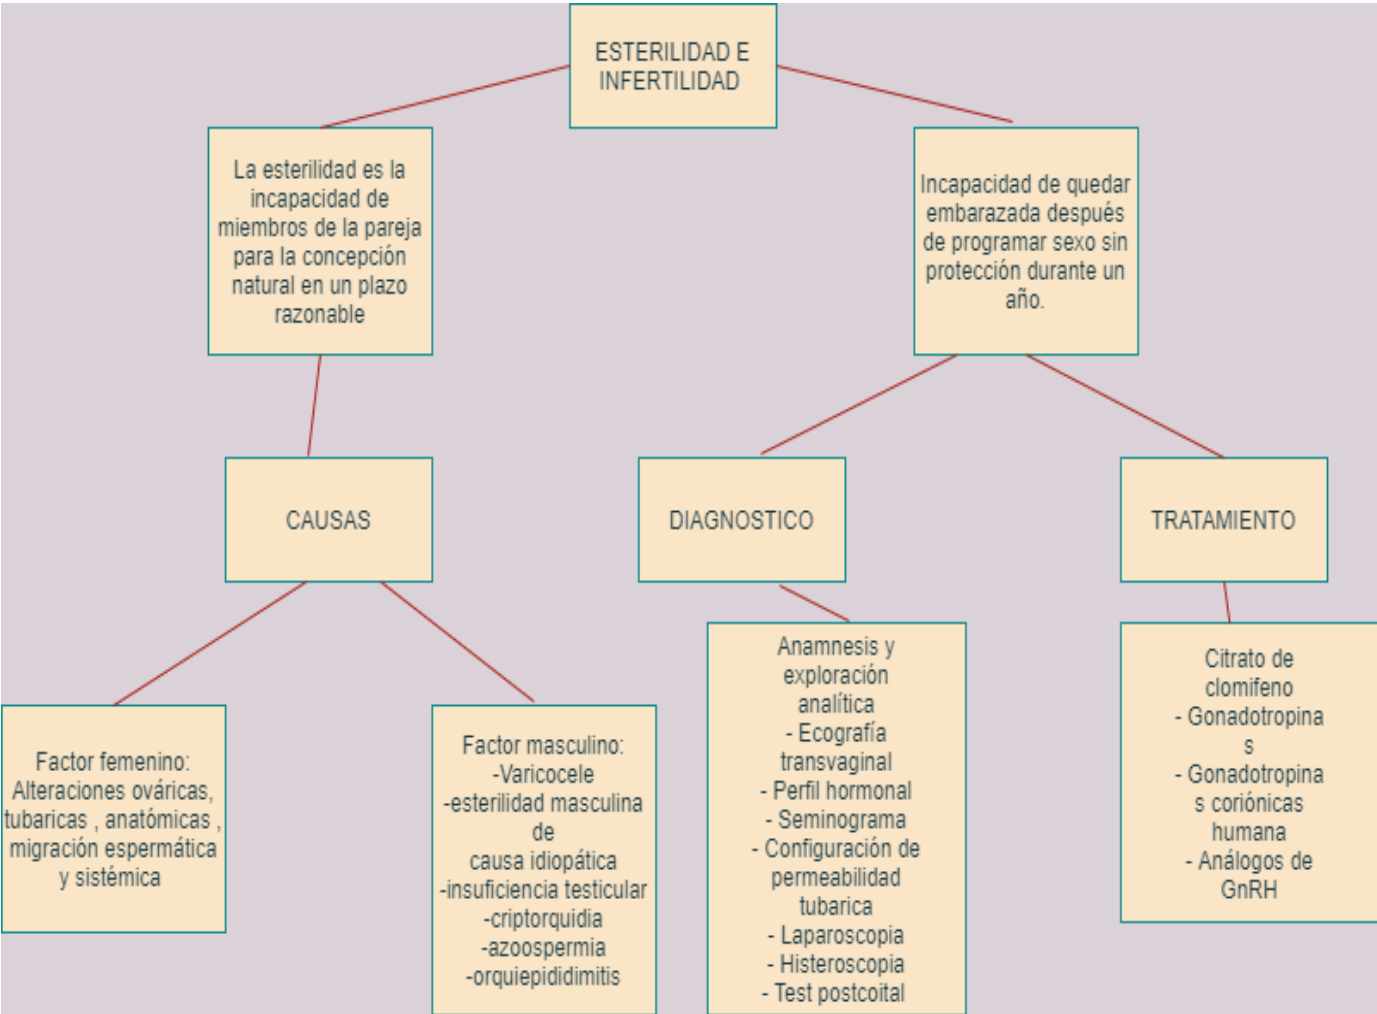 ESTERILIDAD E
INFERTILIDAD
La esterilidad es la
incapacidad de
miembros de la pareja
para la concepción
natural en un plazo
razonable
Incapacidad de quedar
embarazada después
de programar sexo sin
protección durante un
año.
CAUSAS
DIAGNOSTICO
TRATAMIENTO
Factor femenino:
Alteraciones ováricas,
tubaricas , anatómicas ,
migración espermática
y sistémica
Factor masculino:
-Varicocele
-esterilidad masculina
de
causa idiopática
-insuficiencia testicular
-criptorquidia
-azoospermia
-orquiepididimitis
Anamnesis y
exploración
analítica
- Ecografía
transvaginal
- Perfil hormonal
- Seminograma
- Configuración de
permeabilidad
tubarica
- Laparoscopia
- Histeroscopia
- Test postcoital
Citrato de
clomifeno
- Gonadotropina
s
- Gonadotropina
s coriónicas
humana
- Análogos de
GnRH